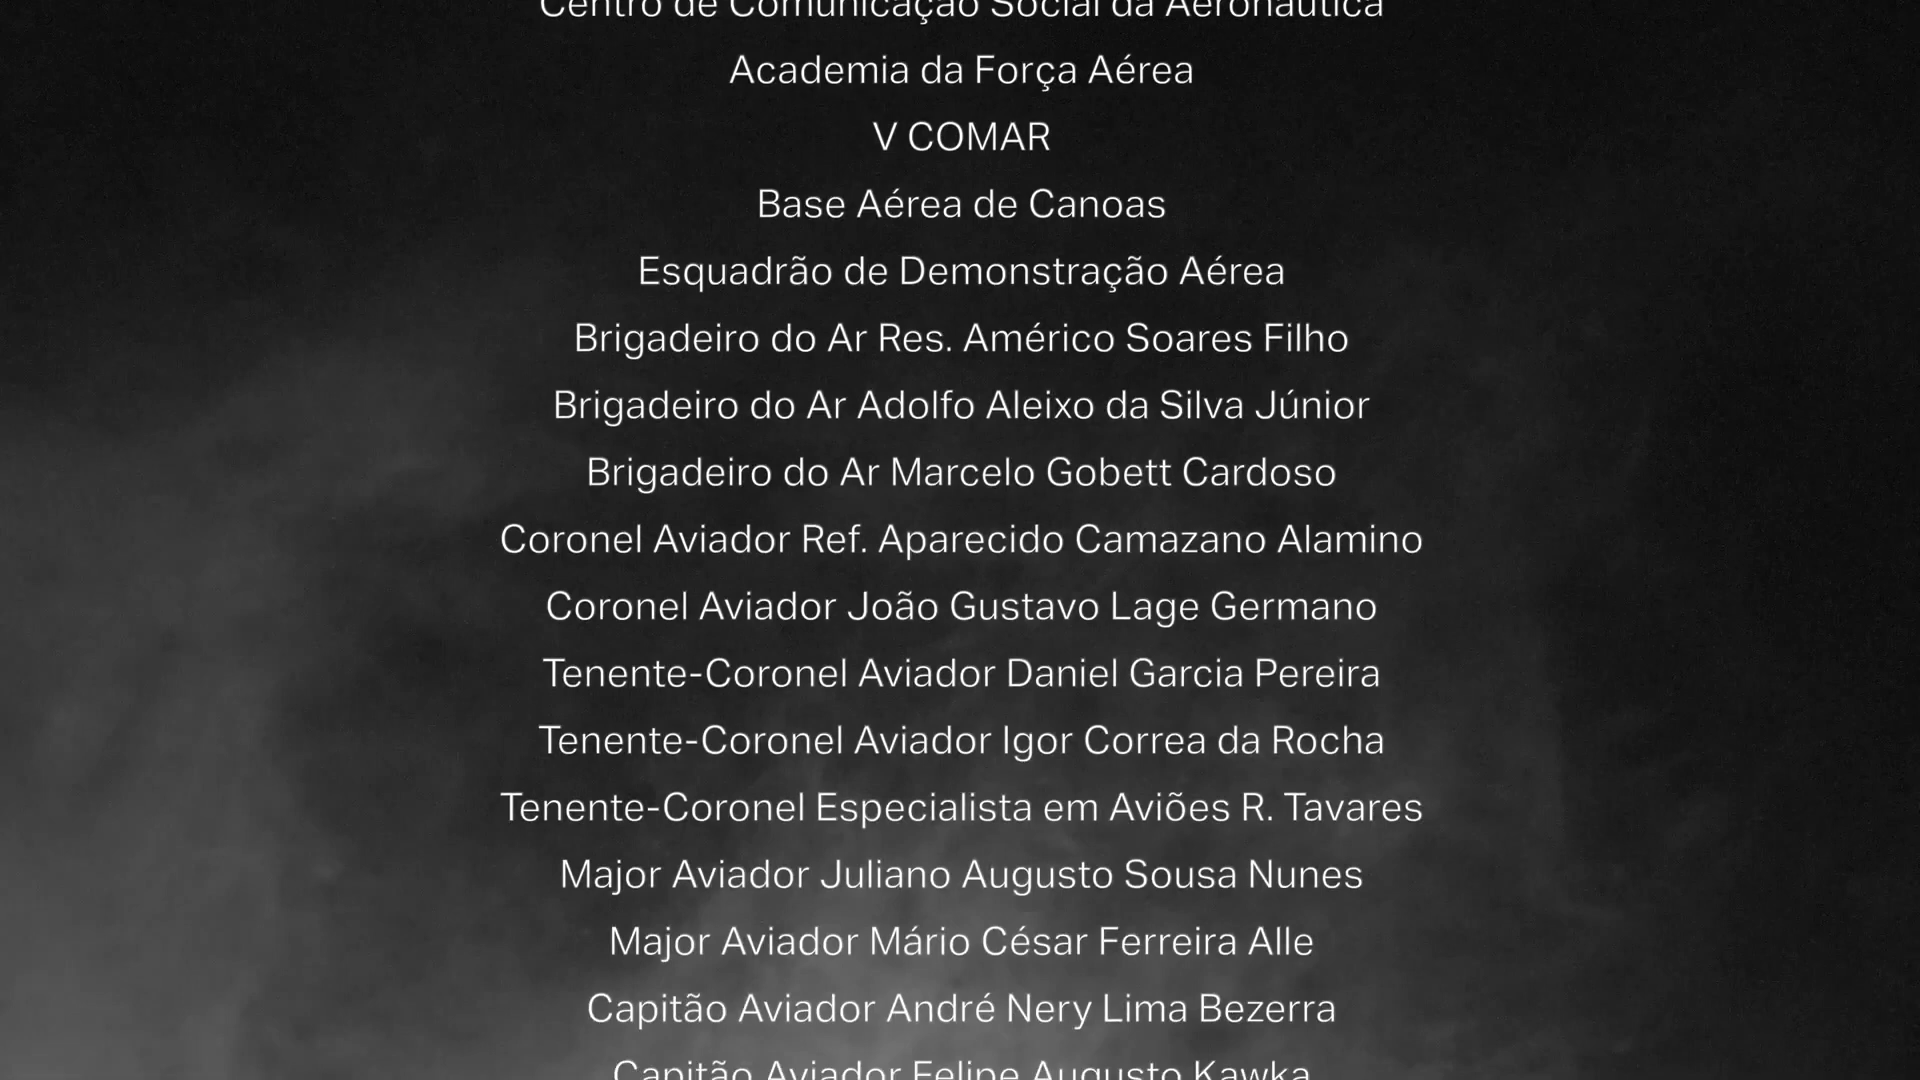 Centro de Comunicação Social da Aeronáutica
Academia da Força Aérea
V COMAR
Base Aérea de Canoas
Esquadrão de Demonstração Aérea
Brigadeiro do Ar Res. Américo Soares Filho
Brigadeiro do Ar Adolfo Aleixo da Silva Júnior
Brigadeiro do Ar Marcelo Gobett Cardoso
Coronel Aviador Ref. Aparecido Camazano Alamino
Coronel Aviador João Gustavo Lage Germano
Tenente-Coronel Aviador Daniel Garcia Pereira
Tenente-Coronel Aviador Igor Correa da Rocha
Tenente-Coronel Especialista em Aviões R. Tavares
Major Aviador Juliano Augusto Sousa Nunes
Major Aviador Mário César Ferreira Alle
Capitão Aviador André Nery Lima Bezerra
Capitão Aviador Felipe Augusto Kawka